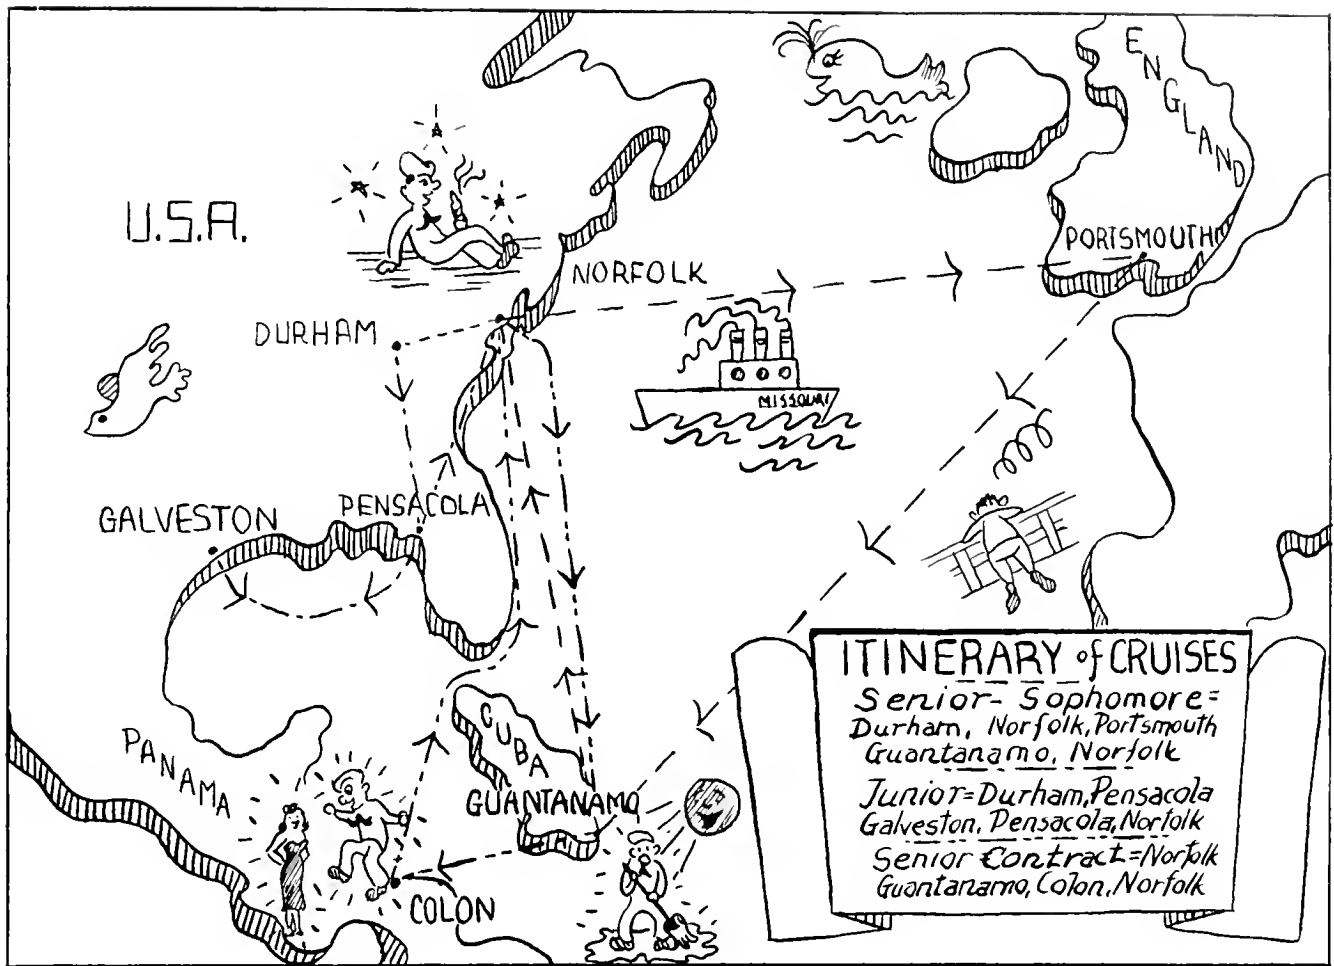 ENGLAND
U.S.A.
PORTSMOUTH
NORFOLK
DURHAM
MISSOURI
PENSACOLA
GALVESTON
CUBA
PANAMA
GUANTANAMO
COLON
ITINERARY of CRUISES
Senior- Sophomore=
Durham, Norfolk, Portsmouth
Guantanamo, Norfolk
Junior=Durham, Pensacola
Galveston, Pensacola, Norfolk
Senior Contract=Norfolk
Guantanamo, Colon, Norfolk